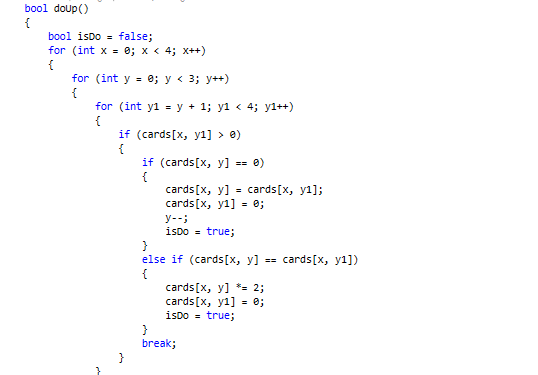 bool doUp()
{
bool isDo = false;
for (int x = 0; x < 4; x++)
{
for (int y = 0; y < 3; y++)
{
for (int y1 = y + 1; y1 < 4; y1++)
{
if (cards[x, y1] > 0)
{
if (cards[x, y] == 0)
{
cards[x, y] = cards[x, y1];
cards[x, y1] = 0;
y--;
isDo = true;
}
else if (cards[x, y] == cards[x, y1])
{
cards[x, y] *= 2;
cards[x, y1] = 0;
isDo = true;
}
break;
}
}